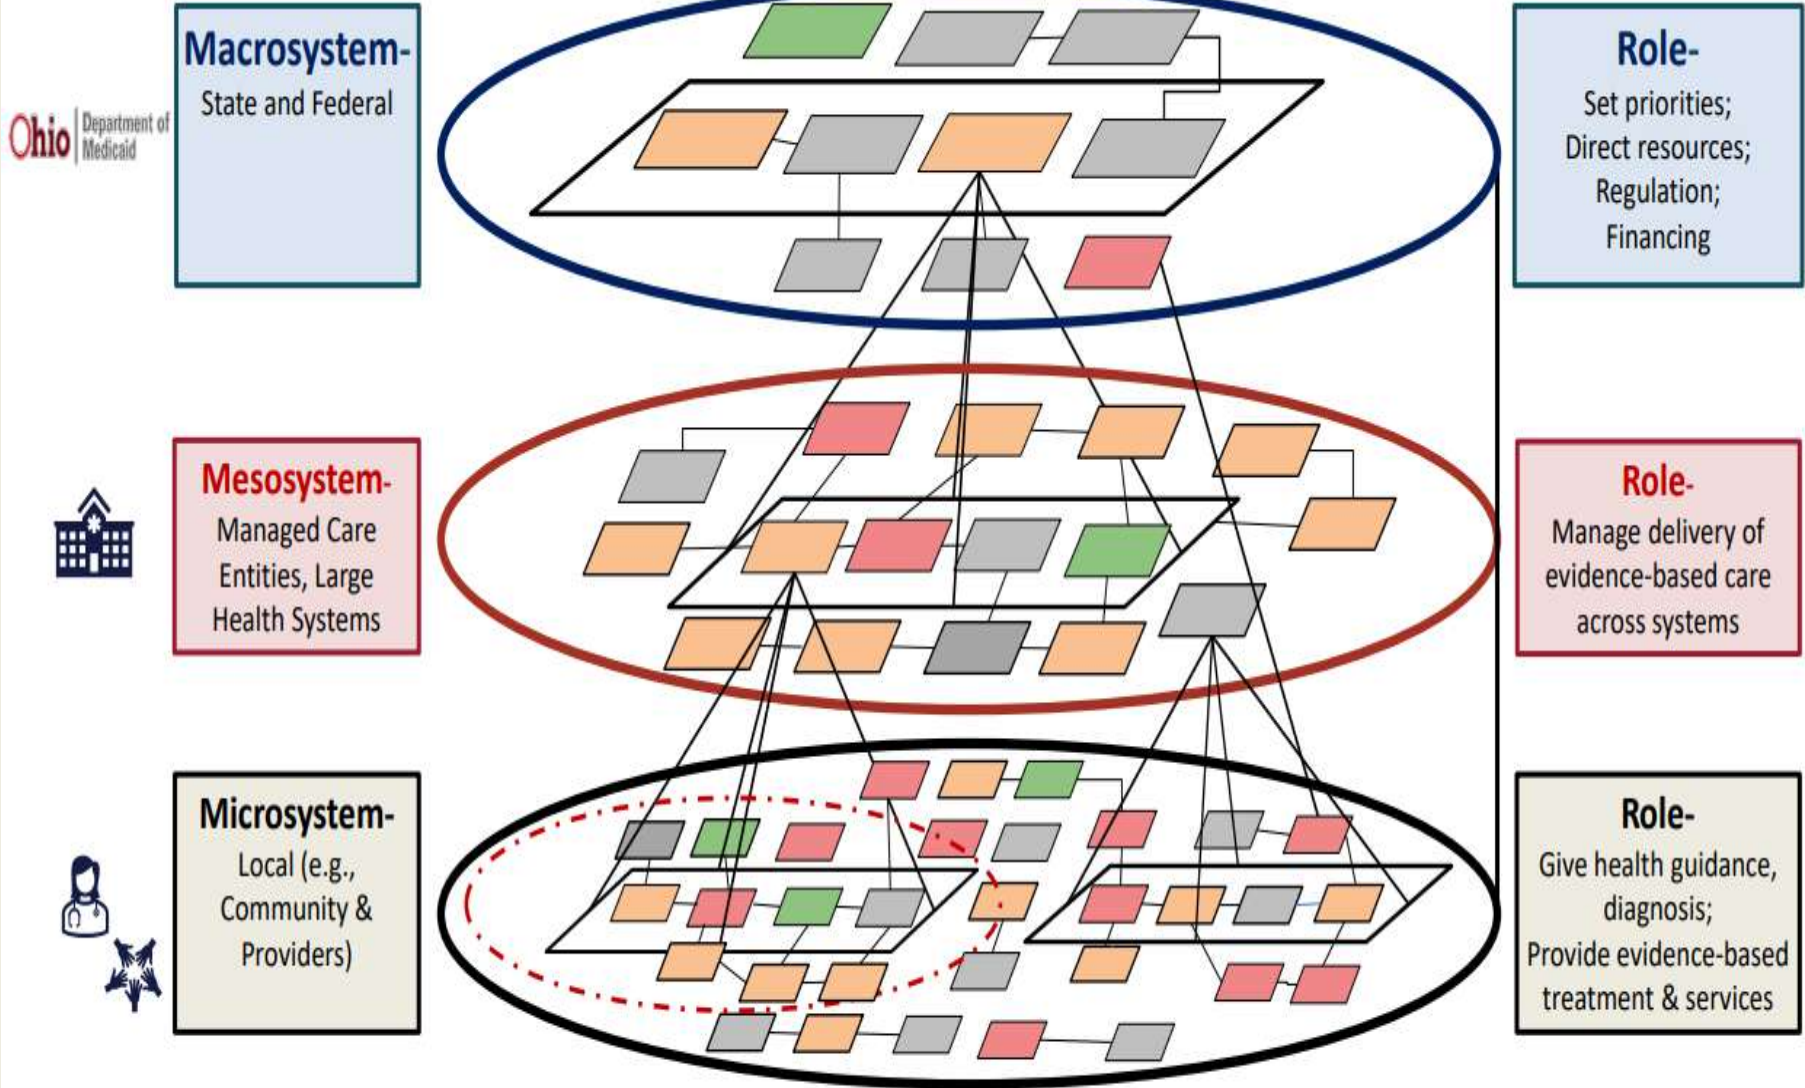 Macrosystem-
State and Federal
Role-
Set priorities;
Direct resources;
Regulation;
Financing
Ohio
Department of
Medicaid
Mesosystem-
Managed Care
Entities, Large
Health Systems
Role-
Manage delivery of
evidence-based care
across systems
Microsystem-
Local (e.g.,
Community &
Providers)
Role-
Give health guidance,
diagnosis;
Provide evidence-based
treatment & services